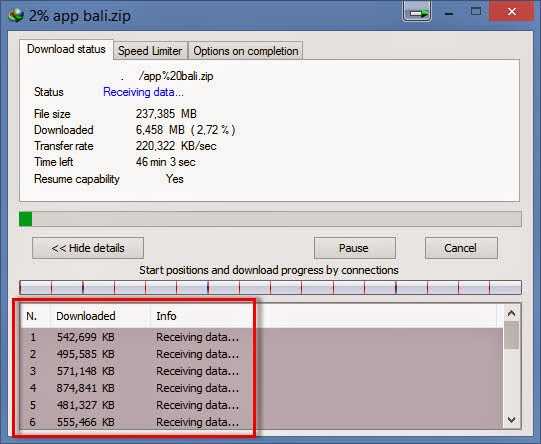 2% app bali.zip
Download status Speed Limiter Options on completion
. /app%20bali.zip
Status Receiving data...
File size 237,385 MB
Downloaded 6,458 MB ( 2,72 % )
Transfer rate 220,322 KB/sec
Time left 46 min 3 sec
Resume capability Yes
<< Hide details Pause Cancel
Start positions and download progress by connections
N. Downloaded Info
1 542,699 KB Receiving data...
2 495,585 KB Receiving data...
3 571,148 KB Receiving data...
4 874,841 KB Receiving data...
5 481,327 KB Receiving data...
6 555,466 KB Receiving data...